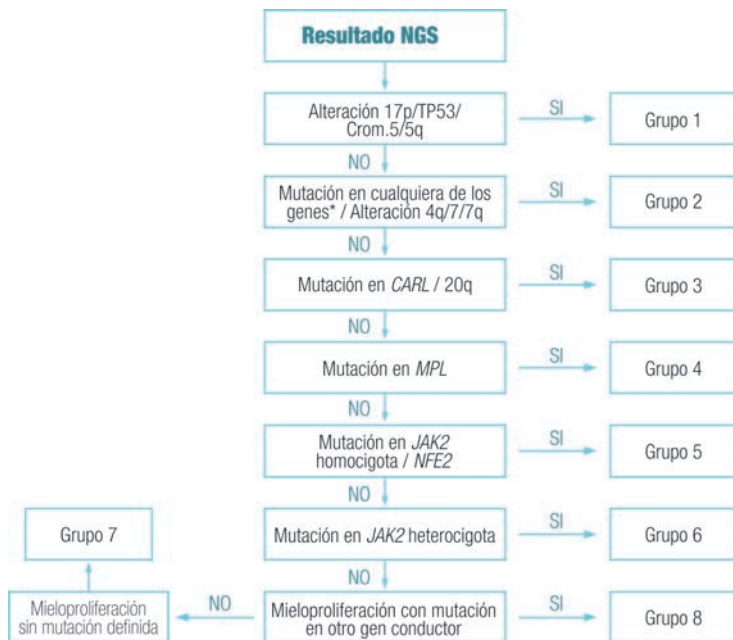 Resultado NGS
Alteración 17p/TP53/
Crom.5/5q
SI
Grupo 1
NO
Mutación en cualquiera de los
genes* / Alteración 4q/7/7q
SI
Grupo 2
NO
Mutación en CARL / 20q
SI
Grupo 3
NO
Mutación en MPL
SI
Grupo 4
NO
Mutación en JAK2
homocigota / NFE2
SI
Grupo 5
NO
Grupo 7
Mutación en JAK2 heterocigota
SI
Grupo 6
NO
Mieloproliferación
sin mutación definida
NO
Mieloproliferación con mutación
en otro gen conductor
SI
Grupo 8